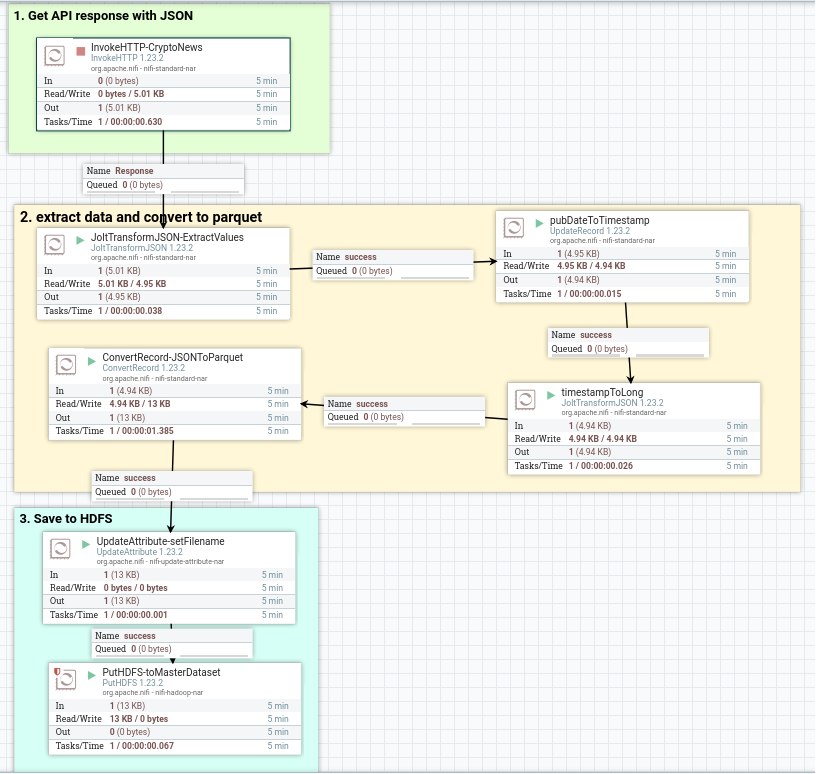 1. Get API response with JSON
InvokeHTTP-CryptoNews
InvokeHTTP 1.23.2
org.apache.nifi - nifi-standard-nar
In 0 (0 bytes) 5 min
Read/Write 0 bytes / 5.01 KB 5 min
Out 1 (5.01 KB) 5 min
Tasks/Time 1 / 00:00:00.630 5 min
Name Response
Queued 0 (0 bytes)
2. extract data and convert to parquet
JoltTransformJSON-ExtractValues
JoltTransformJSON 1.23.2
org.apache.nifi - nifi-standard-nar
In 1 (5.01 KB) 5 min
Read/Write 5.01 KB / 4.95 KB 5 min
Out 1 (4.95 KB) 5 min
Tasks/Time 1 / 00:00:00.038 5 min
Name success
Queued 0 (0 bytes)
pubDateToTimestamp
UpdateRecord 1.23.2
org.apache.nifi - nifi-standard-nar
In 1 (4.95 KB) 5 min
Read/Write 4.95 KB / 4.94 KB 5 min
Out 1 (4.94 KB) 5 min
Tasks/Time 1 / 00:00:00.015 5 min
Name success
Queued 0 (0 bytes)
timestampToLong
JoltTransformJSON 1.23.2
org.apache.nifi - nifi-standard-nar
In 1 (4.94 KB) 5 min
Read/Write 4.94 KB / 4.94 KB 5 min
Out 1 (4.94 KB) 5 min
Tasks/Time 1 / 00:00:00.026 5 min
Name success
Queued 0 (0 bytes)
ConvertRecord-JSONToParquet
ConvertRecord 1.23.2
org.apache.nifi - nifi-standard-nar
In 1 (4.94 KB) 5 min
Read/Write 4.94 KB / 13 KB 5 min
Out 1 (13 KB) 5 min
Tasks/Time 1 / 00:00:01.385 5 min
Name success
Queued 0 (0 bytes)
3. Save to HDFS
UpdateAttribute-setFilename
UpdateAttribute 1.23.2
org.apache.nifi - nifi-update-attribute-nar
In 1 (13 KB) 5 min
Read/Write 0 bytes / 0 bytes 5 min
Out 1 (13 KB) 5 min
Tasks/Time 1 / 00:00:00.001 5 min
Name success
Queued 0 (0 bytes)
PutHDFS-toMasterDataset
PutHDFS 1.23.2
org.apache.nifi - nifi-hadoop-nar
In 1 (13 KB) 5 min
Read/Write 13 KB / 0 bytes 5 min
Out 0 (0 bytes) 5 min
Tasks/Time 1 / 00:00:00.067 5 min